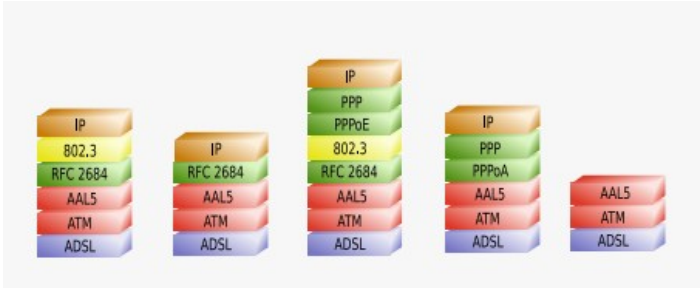 IP
802.3
RFC 2684
AAL5
ATM
ADSL
IP
RFC 2684
AAL5
ATM
ADSL
IP
PPP
PPPoE
802.3
RFC 2684
AAL5
ATM
ADSL
IP
PPP
PPPoA
AAL5
ATM
ADSL
AAL5
ATM
ADSL